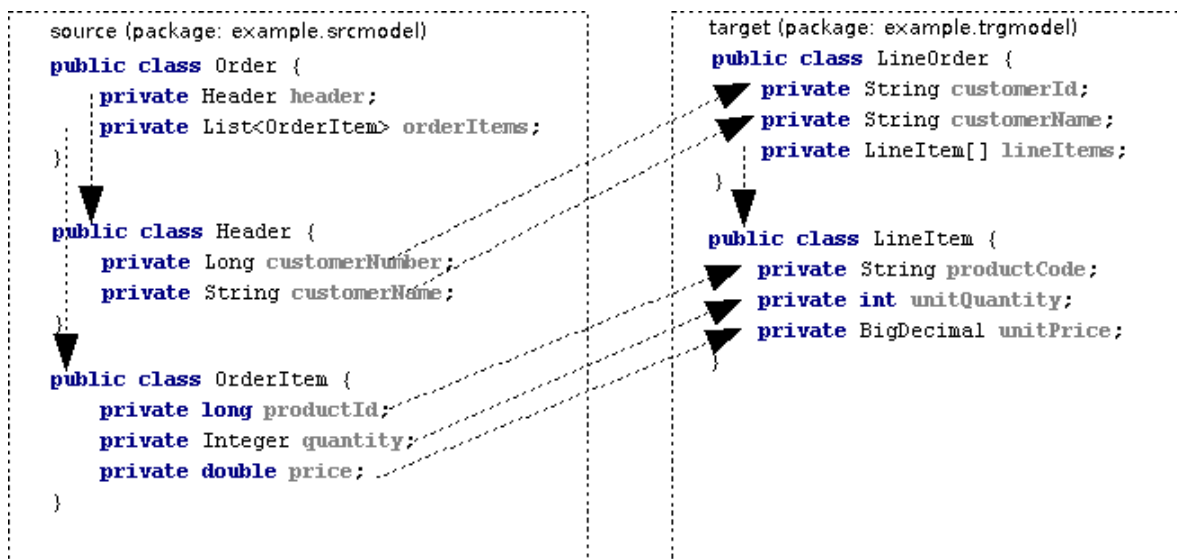 source (package: example.srcmodel)
public class Order {
private Header header;
private List<OrderItem> orderItems;
}
public class Header {
private Long customerNumber;
private String customerName;
}
public class OrderItem {
private long productId;
private Integer quantity;
private double price;
}
target (package: example.trgmodel)
public class LineOrder {
private String customerId;
private String customerName;
private LineItem[] lineItems;
}
public class LineItem {
private String productCode;
private int unitQuantity;
private BigDecimal unitPrice;
}